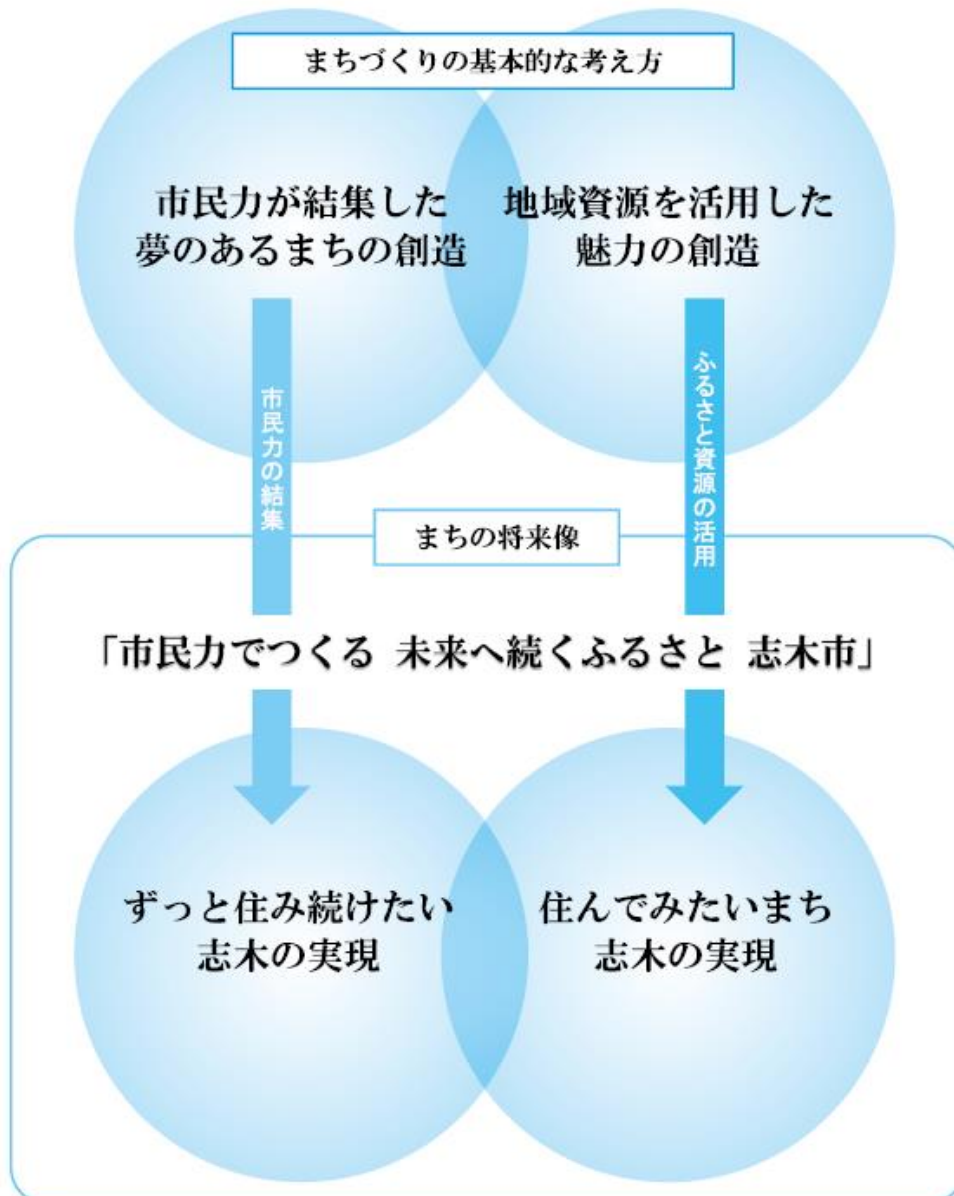 まちづくりの基本的な考え方
市民力が結集した
夢のあるまちの創造
地域資源を活用した
魅力の創造
市民力の結集
ふるさと資源の活用
まちの将来像
「市民力でつくる 未来へ続くふるさと 志木市」
ずっと住み続けたい
志木の実現
住んでみたいまち
志木の実現